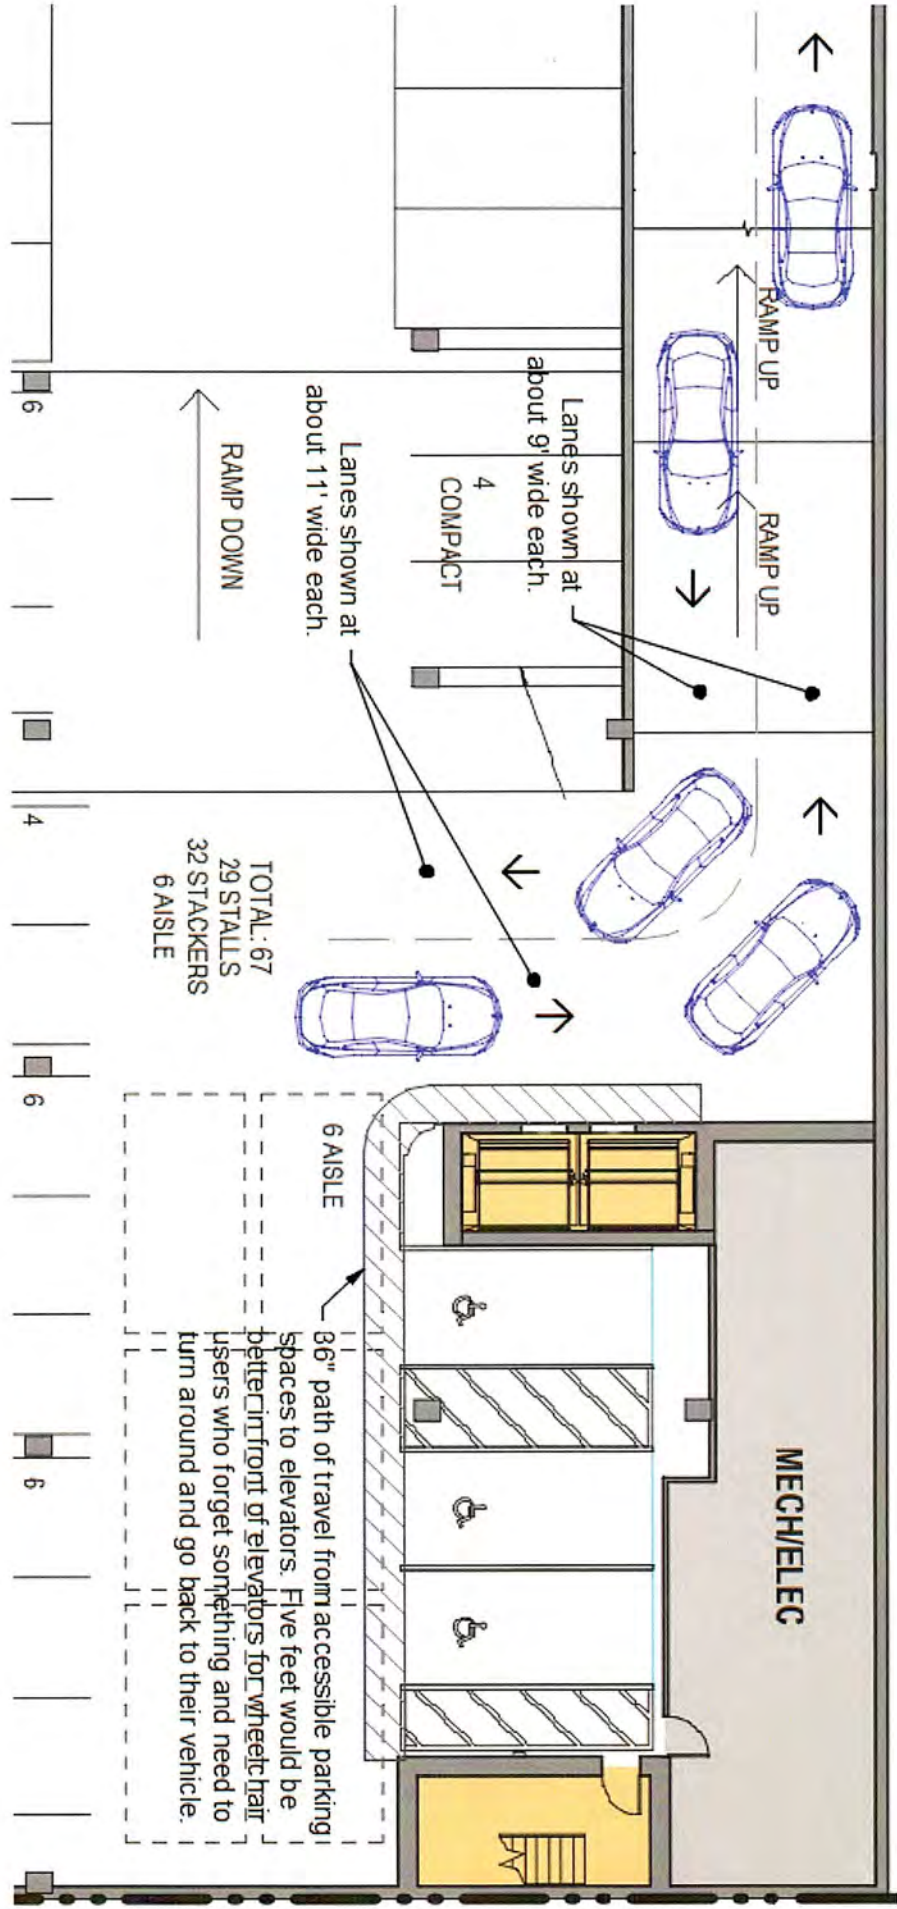 RAMP UP
RAMP UP
Lanes shown at
about 9' wide each.
4
COMPACT
Lanes shown at
about 11' wide each.
RAMP DOWN
6
4
TOTAL: 67
29 STALLS
32 STACKERS
6 AISLE
6
6 AISLE
36" path of travel from accessible parking
spaces to elevators. Five feet would be
better in front of elevators for wheelchair
users who forget something and need to
turn around and go back to their vehicle.
MECH/ELEC
6